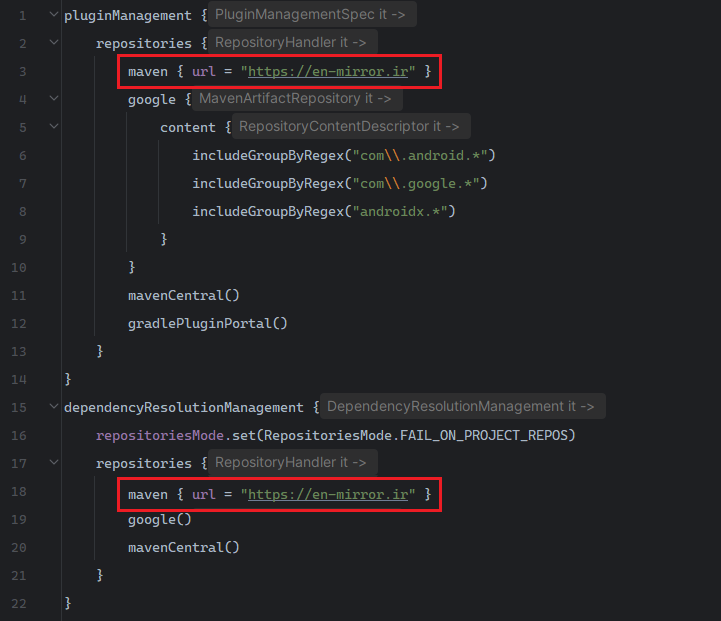 1 pluginManagement { PluginManagementSpec it ->
2 repositories { RepositoryHandler it ->
3 maven { url = "https://en-mirror.ir" }
4 google { MavenArtifactRepository it ->
5 content { RepositoryContentDescriptor it ->
6 includeGroupByRegex("com\\.android.*")
7 includeGroupByRegex("com\\.google.*")
8 includeGroupByRegex("androidx.*")
9 }
10 }
11 mavenCentral()
12 gradlePluginPortal()
13 }
14 }
15 dependencyResolutionManagement { DependencyResolutionManagement it ->
16 repositoriesMode.set(RepositoriesMode.FAIL_ON_PROJECT_REPOS)
17 repositories { RepositoryHandler it ->
18 maven { url = "https://en-mirror.ir" }
19 google()
20 mavenCentral()
21 }
22 }